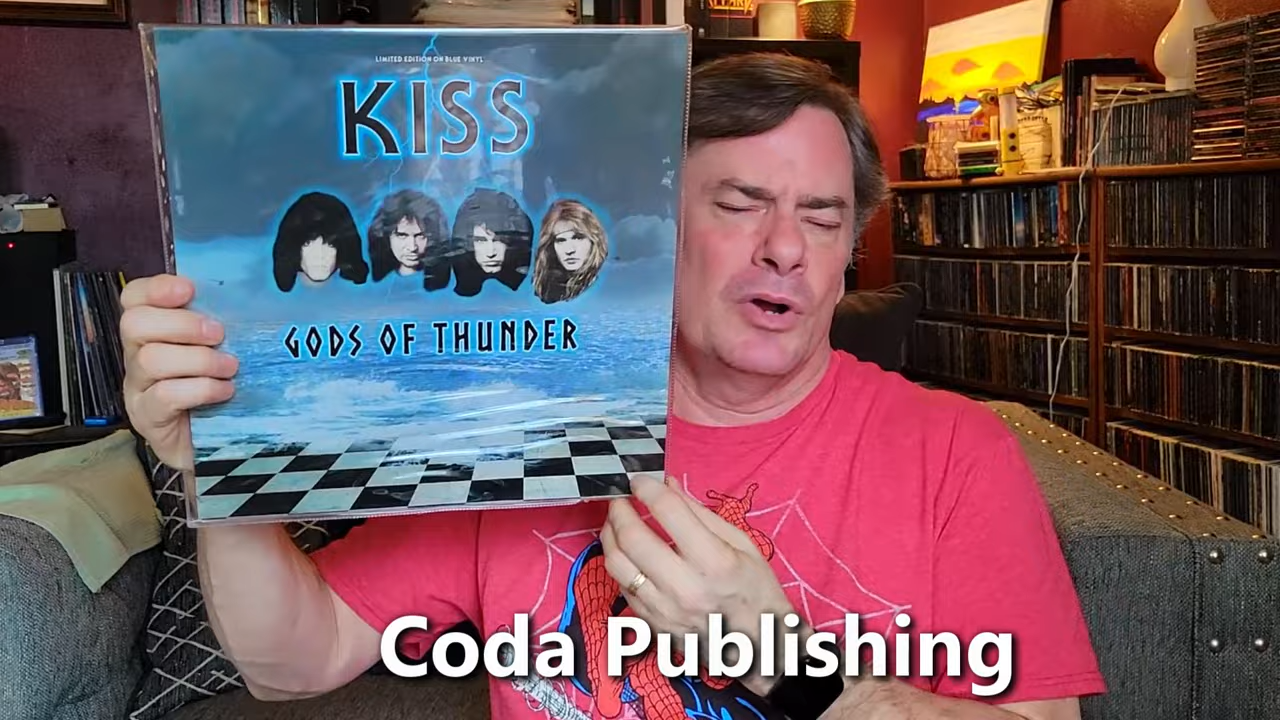 LIMITED EDITION ON BLUE VINYL
KISS
GODS OF THUNDER
Coda Publishing